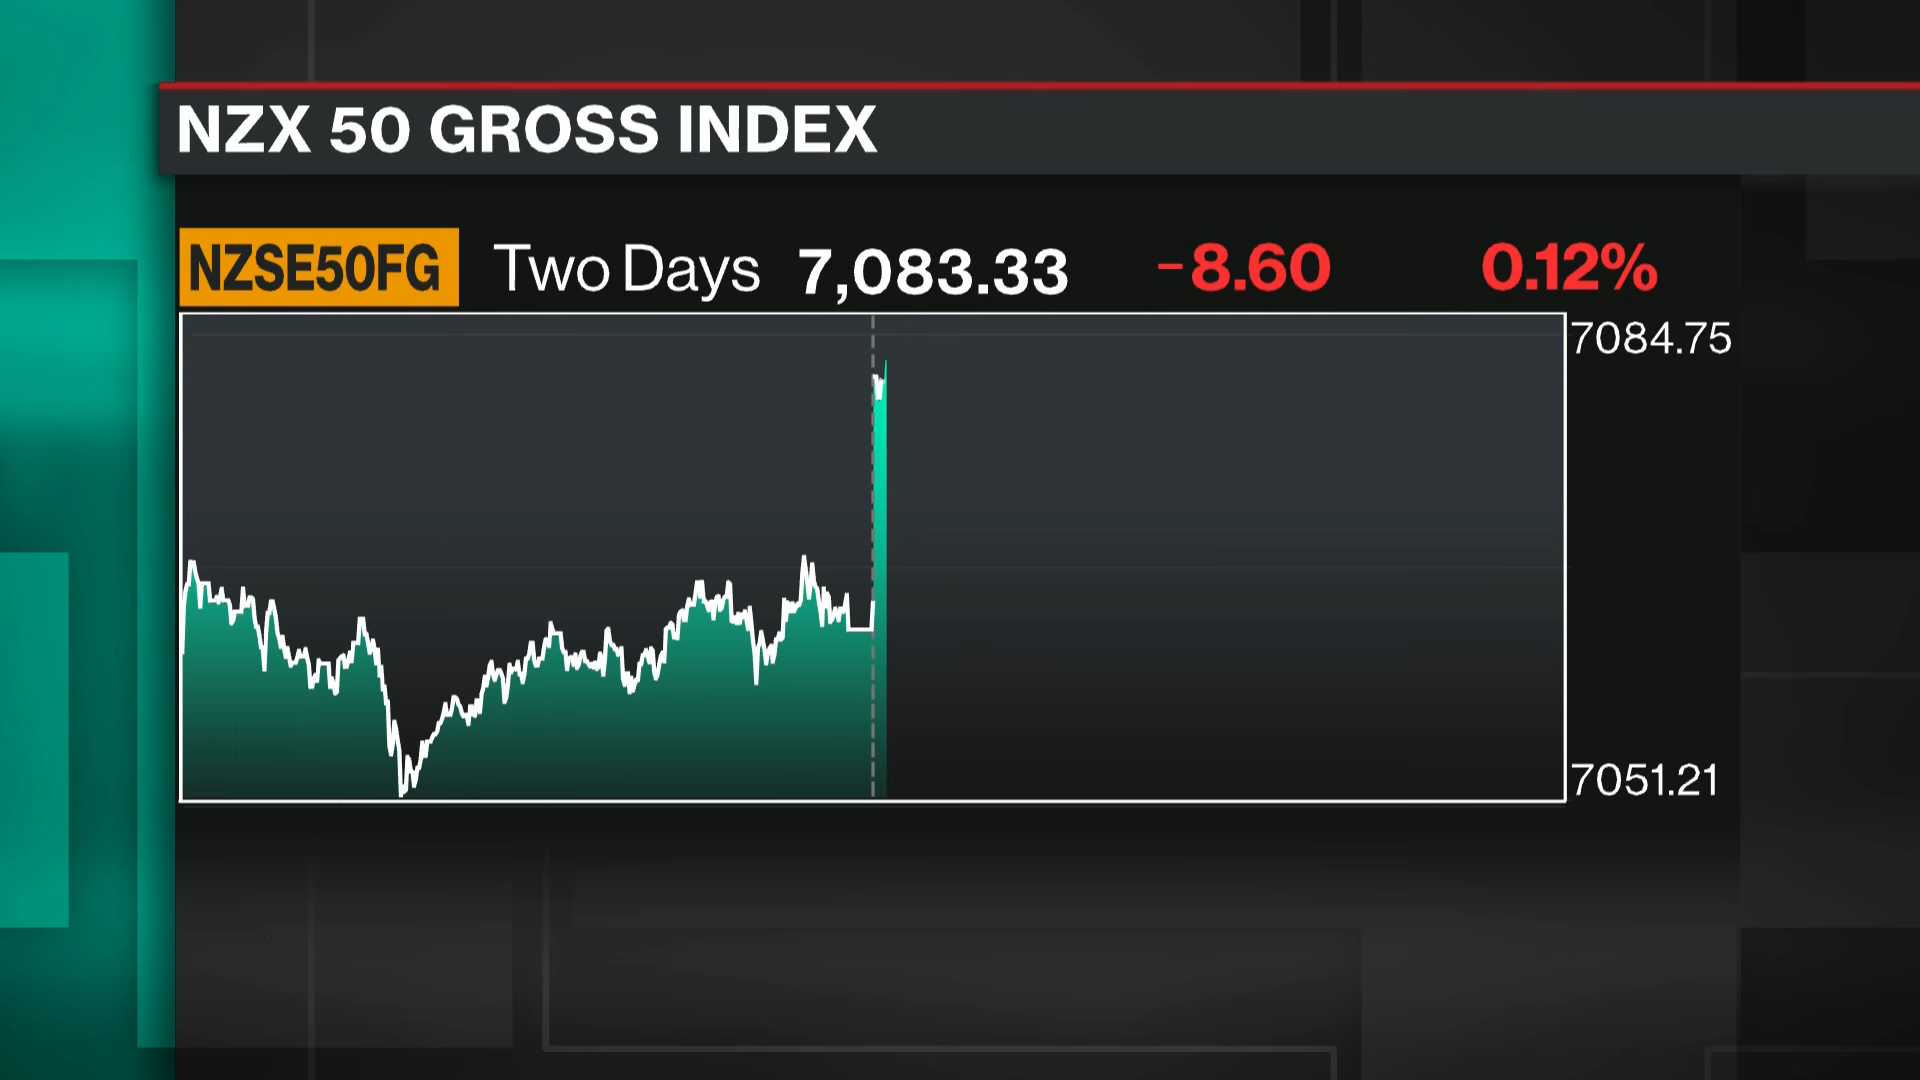 NZX 50 GROSS INDEX
NZSE50FG Two Days 7,083.33 -8.60 0.12%
7084.75
7051.21